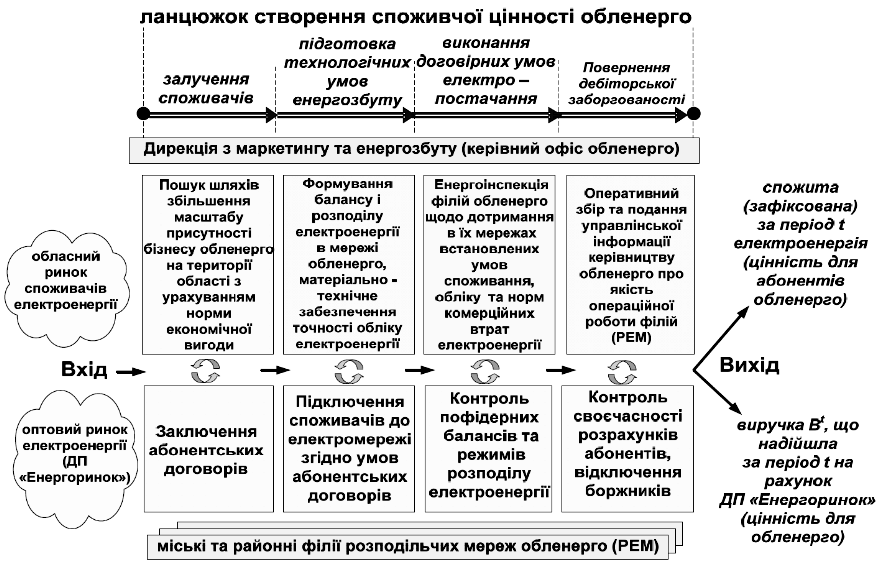 ланцюжок створення споживчої цінності обленерго
залучення
споживачів
підготовка
технологічних
умов
енергозбуту
виконання
договірних умов
електро –
постачання
Повернення
дебіторської
заборгованості
Дирекція з маркетингу та енергозбуту (керівний офіс обленерго)
обласний
ринок
споживачів
електроенергії
Пошук шляхів
збільшення
масштабу
присутності
бізнесу обленерго
на території
області з
урахуванням
норми
економічної
вигоди
Формування
балансу і
розподілу
електроенергії
в мережі
обленерго,
матеріально -
технічне
забезпечення
точності обліку
електроенергії
Енергоінспекція
філій обленерго
щодо дотримання
в їх мережах
встановлених
умов
споживання,
обліку та норм
комерційних
втрат
електроенергії
Оперативний
збір та подання
управлінської
інформації
керівництву
обленерго про
якість
операційної
роботи філій
(РЕМ)
спожита
(зафіксована)
за період t
електроенергія
(цінність для
абонентів
обленерго)
Вхід
Вихід
оптовий ринок
електроенергії
(ДП
«Енергоринок»)
Заключення
абонентських
договорів
Підключення
споживачів до
електромережі
згідно умов
абонентських
договорів
Контроль
пофідерних
балансів та
режимів
розподілу
електроенергії
Контроль
своєчасності
розрахунків
абонентів,
відключення
боржників
виручка Bᵗ, що
надійшла
за період t на
рахунок
ДП «Енергоринок»
(цінність для
обленерго)
міські та районні філії розподільчих мереж обленерго (РЕМ)